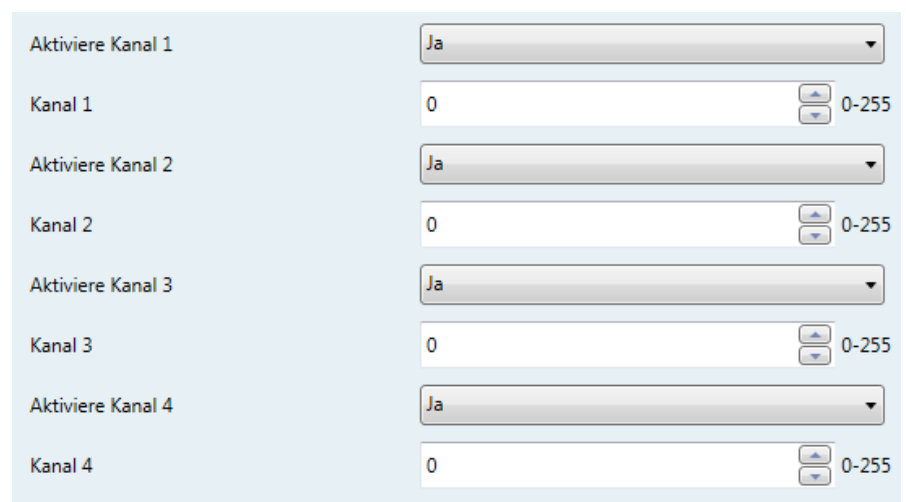 Aktiviere Kanal 1 Ja
Kanal 1 0 0-255
Aktiviere Kanal 2 Ja
Kanal 2 0 0-255
Aktiviere Kanal 3 Ja
Kanal 3 0 0-255
Aktiviere Kanal 4 Ja
Kanal 4 0 0-255